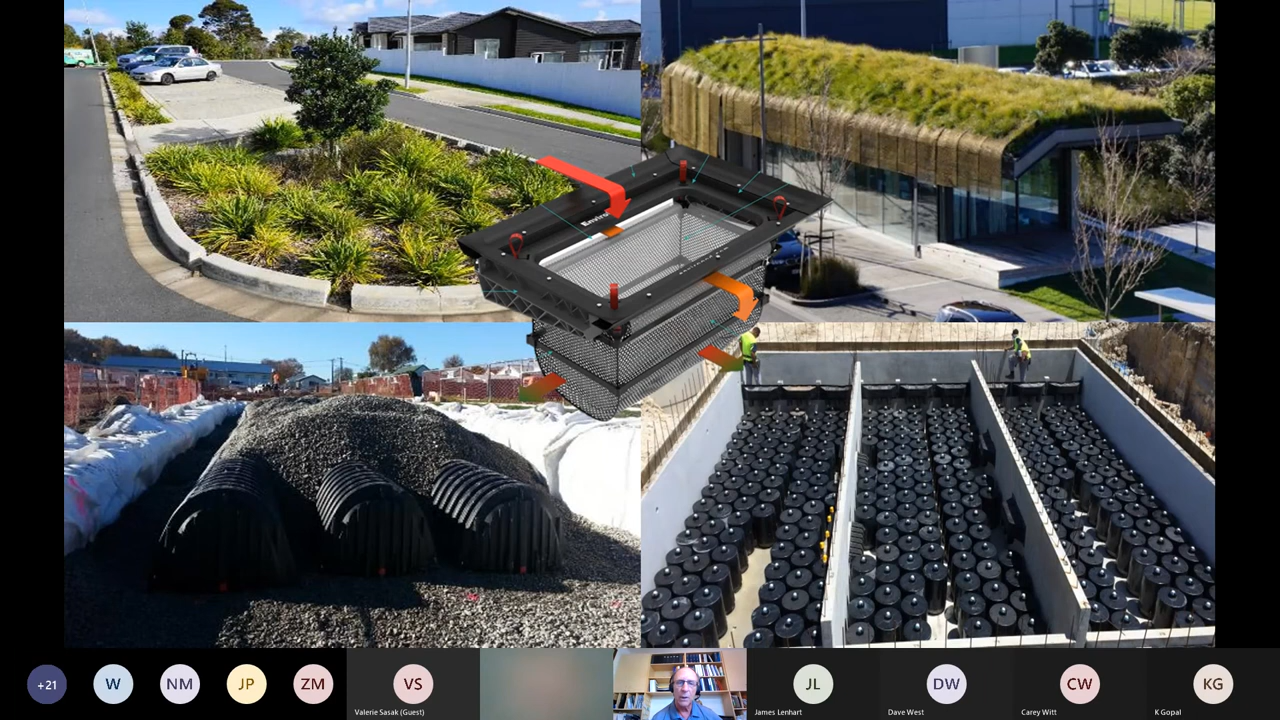 Enviro
+21
W
NM
JP
ZM
VS
Valerie Sasak (Guest)
JL
James Lenhart
DW
Dave West
CW
Carey Witt
KG
K Gopal